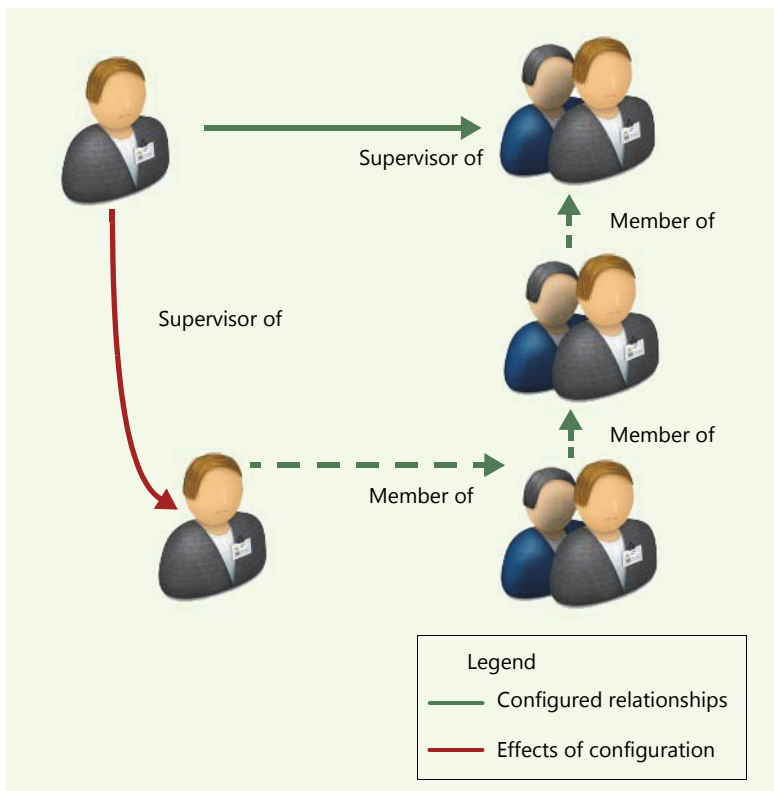 Supervisor of
Member of
Supervisor of
Member of
Member of
Legend
Configured relationships
Effects of configuration